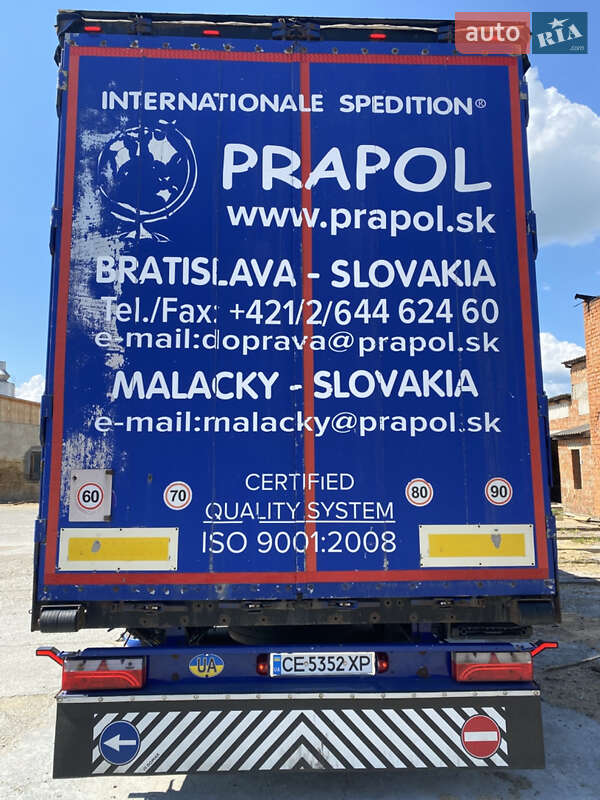 auto RIA .com
INTERNATIONALE SPEDITION®
PRAPOL
www.prapol.sk
BRATISLAVA - SLOVAKIA
Tel./Fax: +421/2/644 624 60
e-mail:doprava@prapol.sk
MALACKY - SLOVAKIA
e-mail:malacky@prapol.sk
60 70 80 90
CERTIFIED
QUALITY SYSTEM
ISO 9001:2008
UA
UA CE 5352 XP